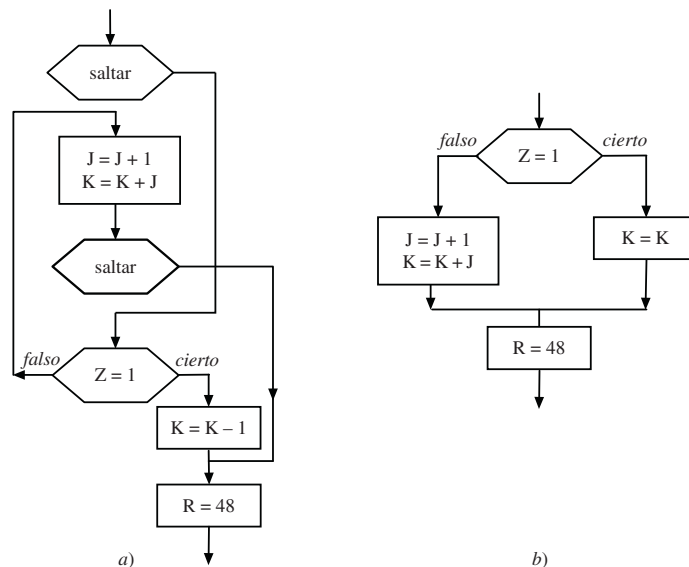 saltar
J = J + 1
K = K + J
saltar
falso
cierto
Z = 1
K = K – 1
R = 48
a)
falso
cierto
Z = 1
J = J + 1
K = K + J
K = K
R = 48
b)